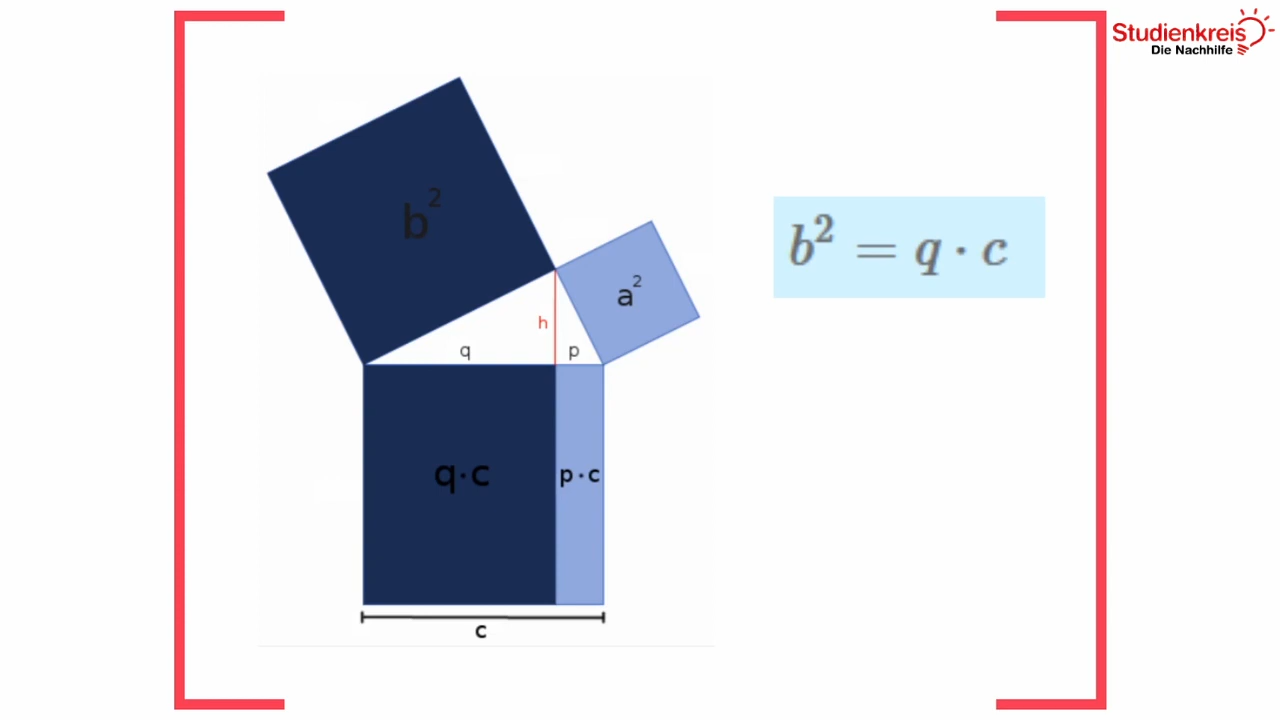 Studienkreis
Die Nachhilfe
b²
a²
h
q
p
q·c
p·c
c
b² = q · c